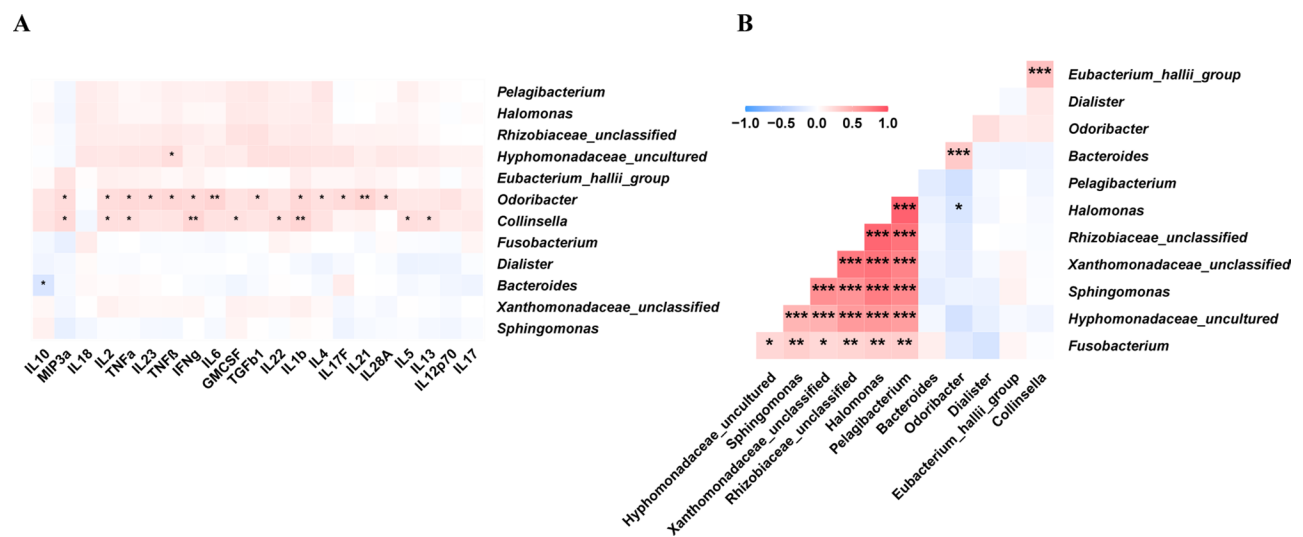 A
Pelagibacterium
Halomonas
Rhizobiaceae_unclassified
* Hyphomonadaceae_uncultured
Eubacterium_hallii_group
* * * * * * ** * * * * ** * Odoribacter
* * * ** * * ** * * Collinsella
Fusobacterium
Dialister
* Bacteroides
Xanthomonadaceae_unclassified
Sphingomonas
IL10
MIP3a
IL18
IL2
TNFa
IL23
TNFß
IFNg
IL6
GMCSF
TGFb1
IL22
IL1b
IL4
IL17F
IL21
IL28A
IL5
IL13
IL12p70
IL17
B
−1.0 −0.5 0.0 0.5 1.0
*** Eubacterium_hallii_group
Dialister
Odoribacter
*** Bacteroides
Pelagibacterium
*** * Halomonas
*** *** Rhizobiaceae_unclassified
*** *** *** Xanthomonadaceae_unclassified
*** *** *** *** Sphingomonas
*** *** *** *** *** Hyphomonadaceae_uncultured
* ** * ** ** ** Fusobacterium
Hyphomonadaceae_uncultured
Sphingomonas
Xanthomonadaceae_unclassified
Rhizobiaceae_unclassified
Halomonas
Pelagibacterium
Bacteroides
Odoribacter
Dialister
Eubacterium_hallii_group
Collinsella